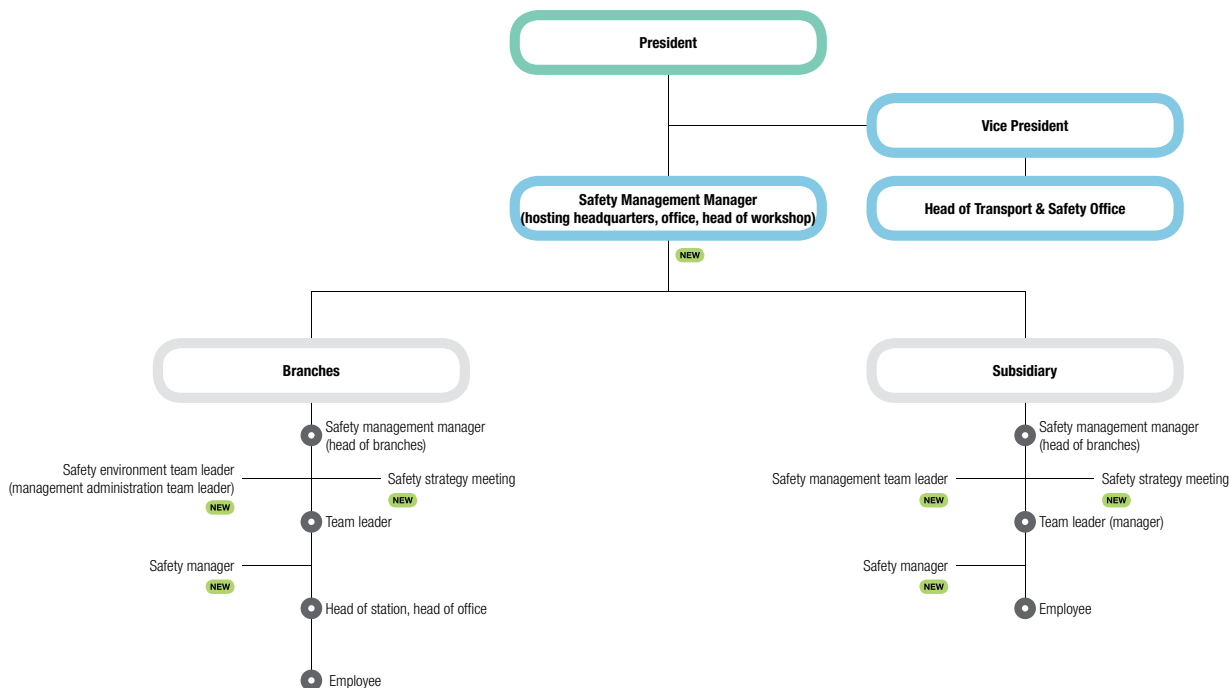 President
Vice President
Safety Management Manager
(hosting headquarters, office, head of workshop)
NEW
Head of Transport & Safety Office
Branches
Safety management manager
(head of branches)
Safety environment team leader
(management administration team leader)
NEW
Safety strategy meeting
NEW
Team leader
Safety manager
NEW
Head of station, head of office
Employee
Subsidiary
Safety management manager
(head of branches)
Safety management team leader
NEW
Safety strategy meeting
NEW
Team leader (manager)
Safety manager
NEW
Employee